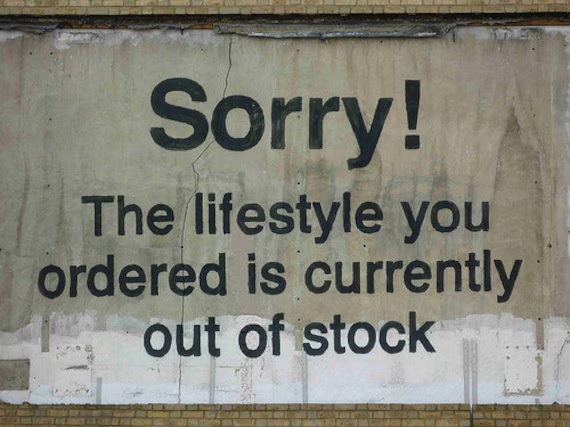 Sorry!
The lifestyle you
ordered is currently
out of stock